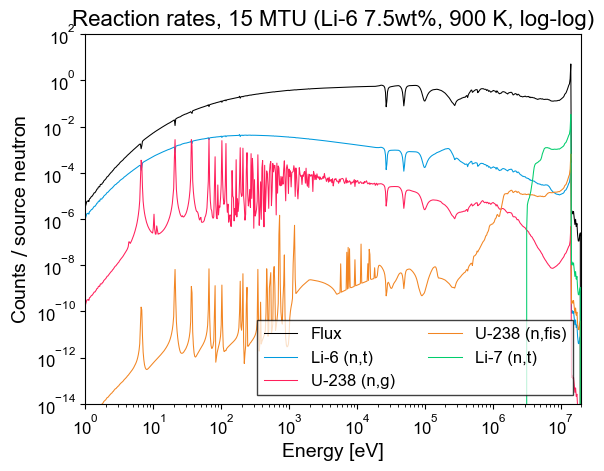 Reaction rates, 15 MTU (Li-6 7.5wt%, 900 K, log-log)
Counts / source neutron
10^2
10^0
10^-2
10^-4
10^-6
10^-8
10^-10
10^-12
10^-14
Flux
Li-6 (n,t)
U-238 (n,g)
U-238 (n,fis)
Li-7 (n,t)
10^0 10^1 10^2 10^3 10^4 10^5 10^6 10^7
Energy [eV]